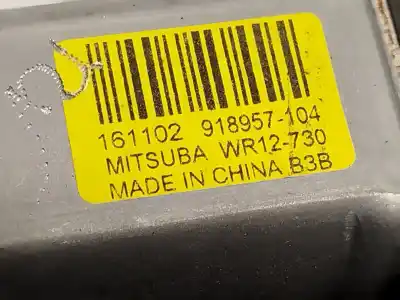 161102 918957-104
MITSUBA WR12-730
MADE IN CHINA B3B